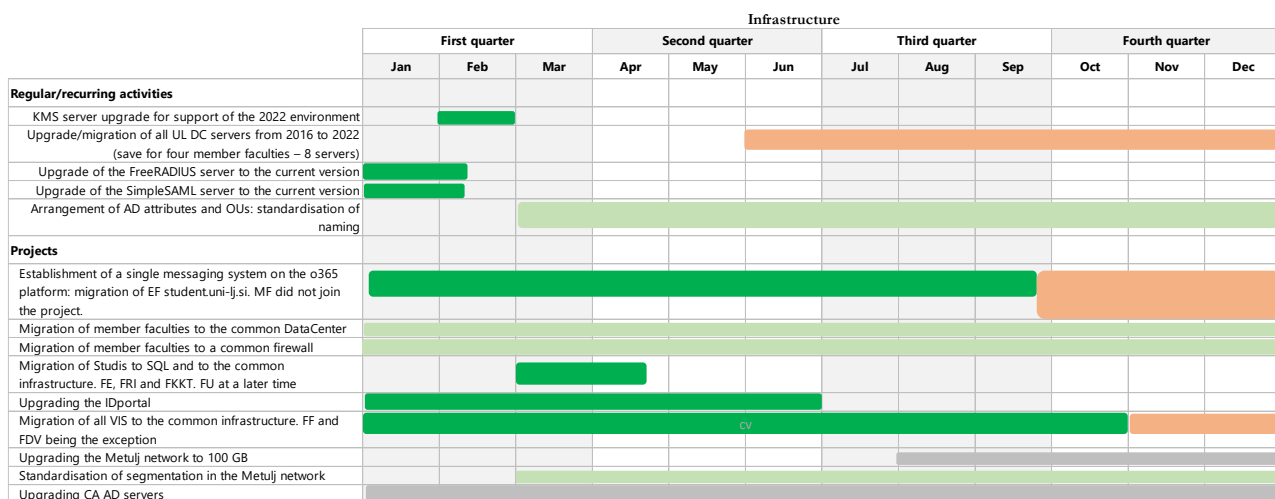 Infrastructure
First quarter Second quarter Third quarter Fourth quarter
Jan Feb Mar Apr May Jun Jul Aug Sep Oct Nov Dec
Regular/recurring activities
KMS server upgrade for support of the 2022 environment
Upgrade/migration of all UL DC servers from 2016 to 2022
(save for four member faculties – 8 servers)
Upgrade of the FreeRADIUS server to the current version
Upgrade of the SimpleSAML server to the current version
Arrangement of AD attributes and OUs: standardisation of
naming
Projects
Establishment of a single messaging system on the o365
platform: migration of EF student.uni-lj.si. MF did not join
the project.
Migration of member faculties to the common DataCenter
Migration of member faculties to a common firewall
Migration of Studis to SQL and to the common
infrastructure. FE, FRI and FKKT. FU at a later time
Upgrading the IDportal
Migration of all VIS to the common infrastructure. FF and
FDV being the exception
cv
Upgrading the Metulj network to 100 GB
Standardisation of segmentation in the Metulj network
Upgrading CA AD servers